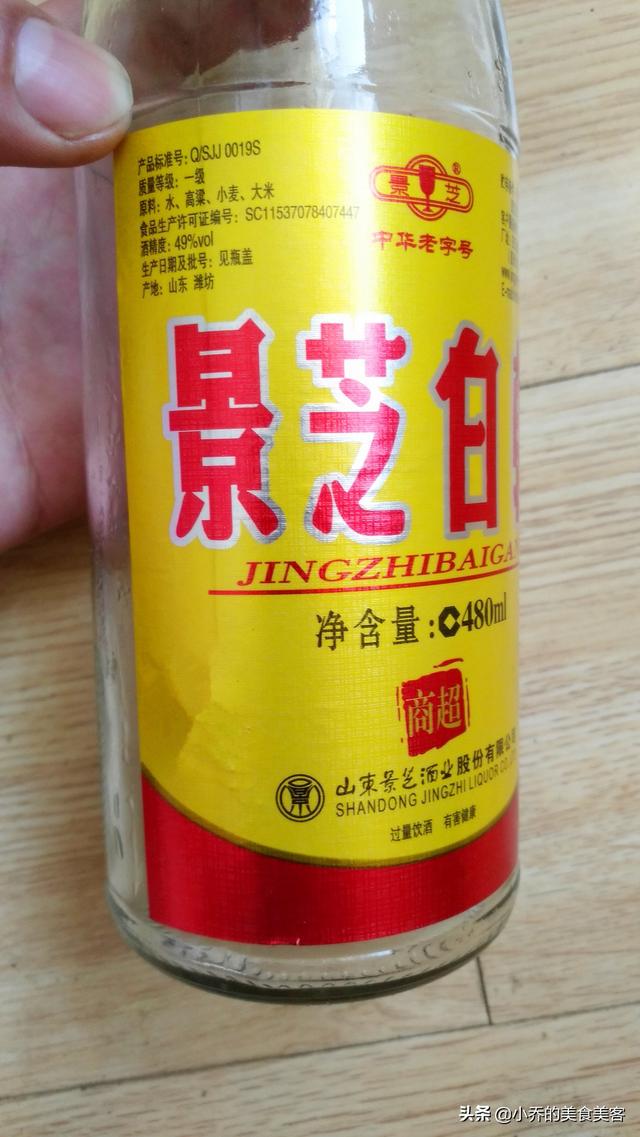 产品标准号: Q/SJJ 0019S
质量等级: 一级
原料: 水、高粱、小麦、大米
食品生产许可证编号: SC11537078407447
酒精度: 49%vol
生产日期及批号: 见瓶盖
产地: 山东 潍坊
景芝
®
中华老字号
景芝白
JINGZHIBAIGA
净含量: 480ml
商超
景
山东景芝酒业股份有限公
SHANDONG JINGZHI LIQUOR CO.
过量饮酒 有害健康
头条 @小乔的美食美客